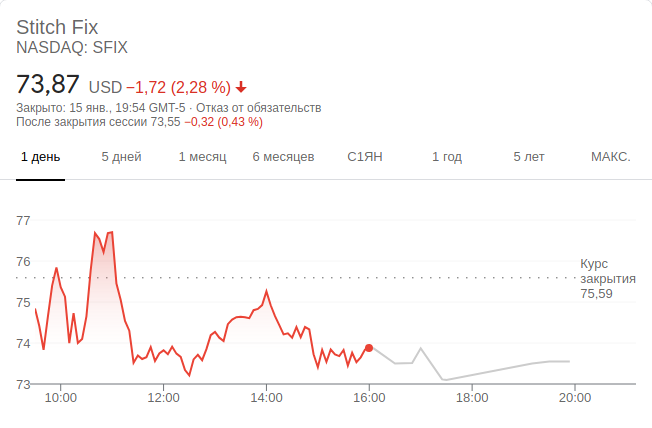 Stitch Fix
NASDAQ: SFIX
73,87 USD −1,72 (2,28 %)
Закрыто: 15 янв., 19:54 GMT-5 · Отказ от обязательств
После закрытия сессии 73,55 −0,32 (0,43 %)
1 день 5 дней 1 месяц 6 месяцев С1ЯН 1 год 5 лет МАКС.
77
76
Курс
закрытия
75,59
75
74
73
10:00 12:00 14:00 16:00 18:00 20:00